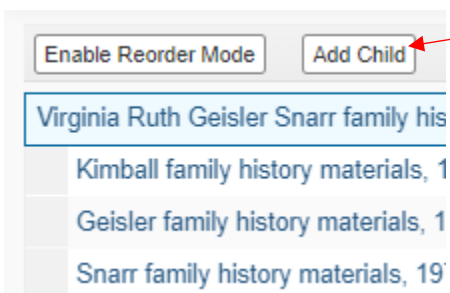 Enable Reorder Mode Add Child
Virginia Ruth Geisler Snarr family his
Kimball family history materials, 1
Geisler family history materials, 1
Snarr family history materials, 19